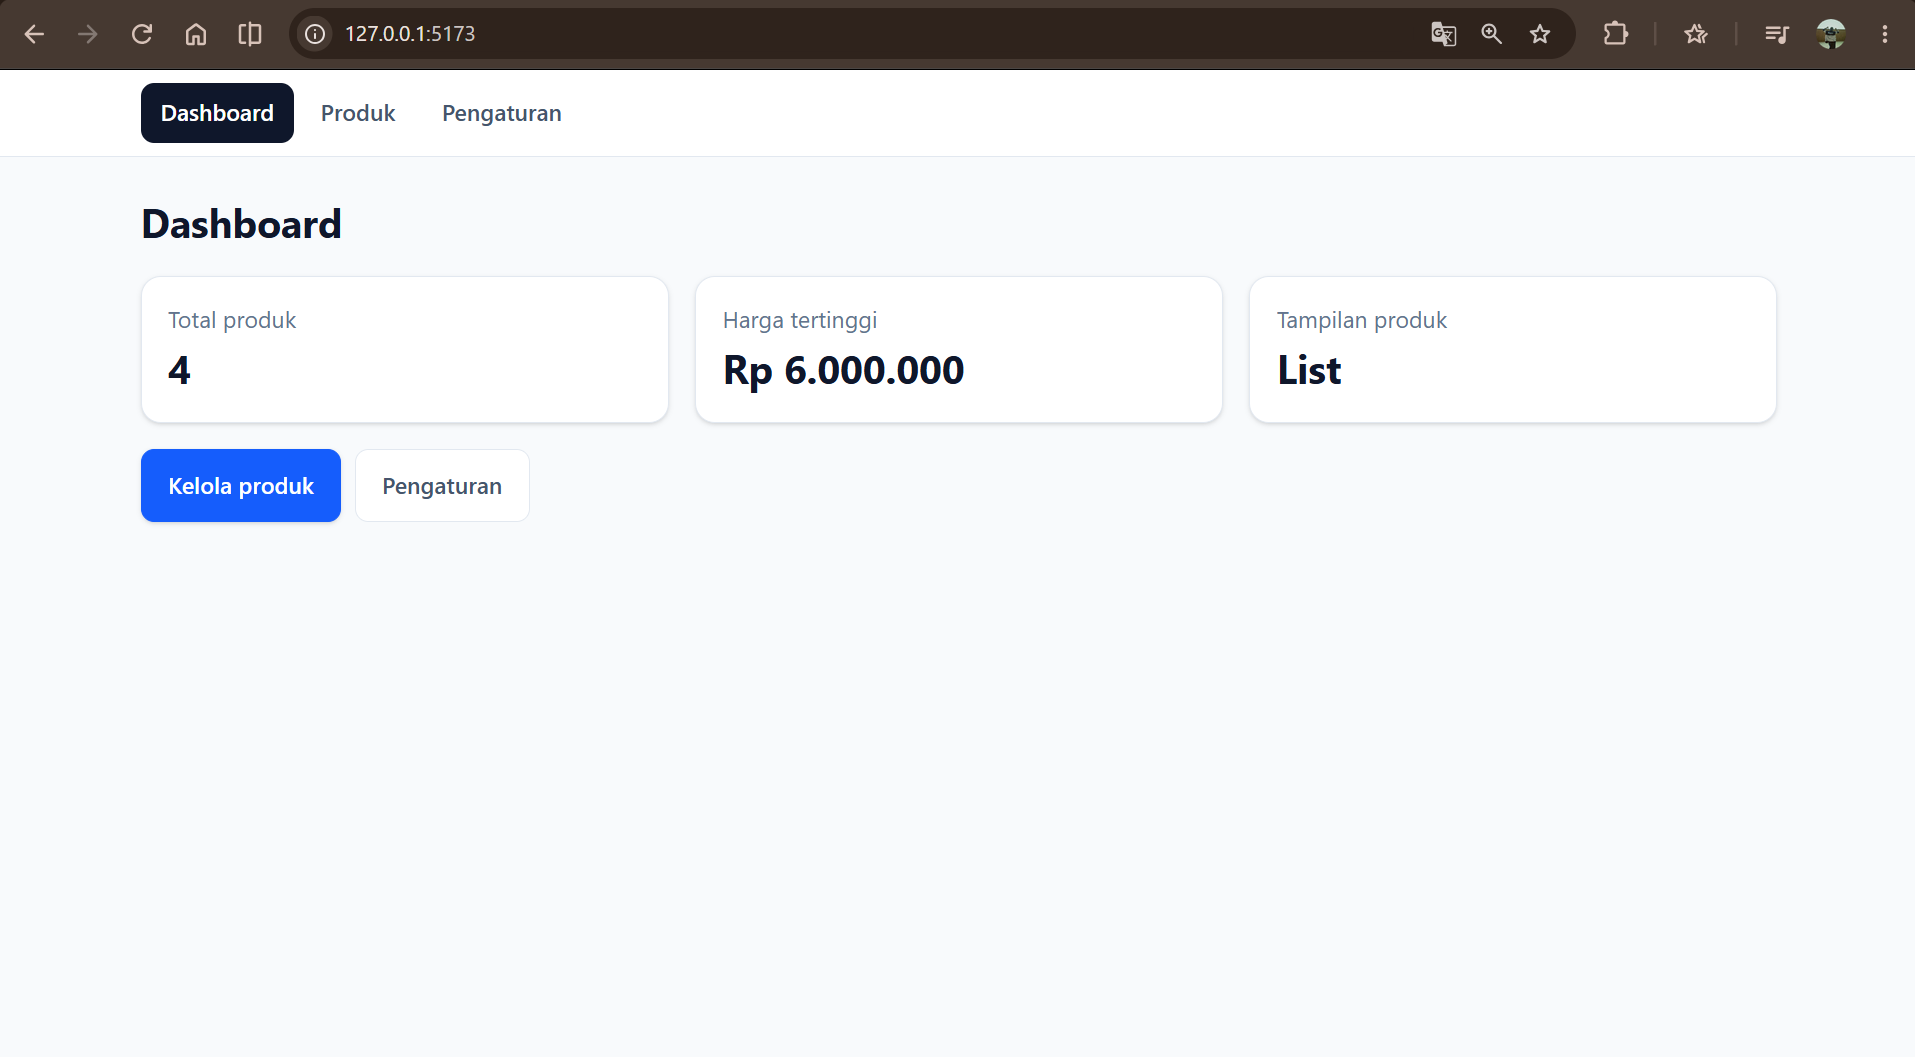 127.0.0.1:5173
Dashboard Produk Pengaturan
Dashboard
Total produk
4
Harga tertinggi
Rp 6.000.000
Tampilan produk
List
Kelola produk Pengaturan